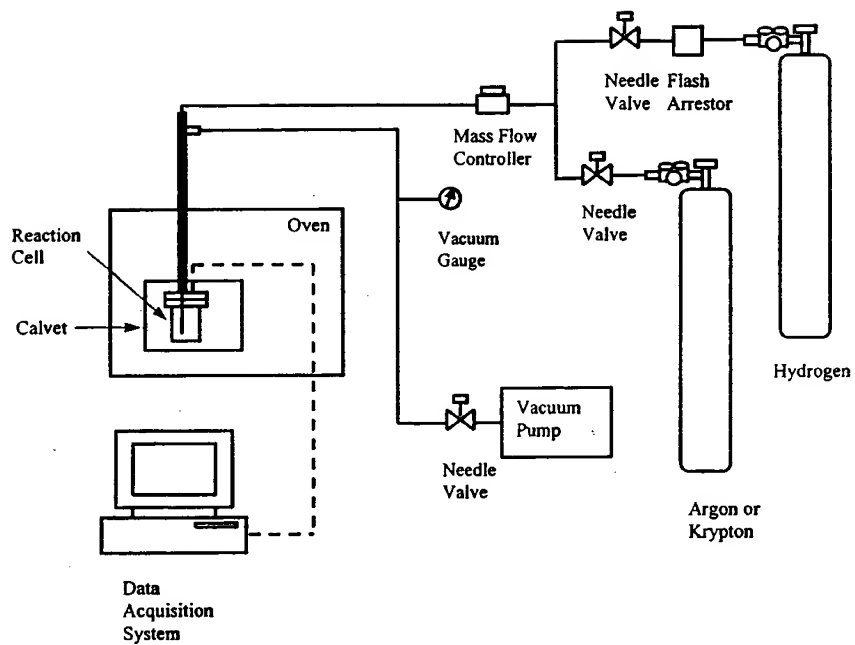 Needle Flash
Valve Arrestor
Mass Flow
Controller
Oven
Needle
Valve
Reaction
Cell
Vacuum
Gauge
Calvet
Hydrogen
Vacuum
Pump
Needle
Valve
Argon or
Krypton
Data
Acquisition
System